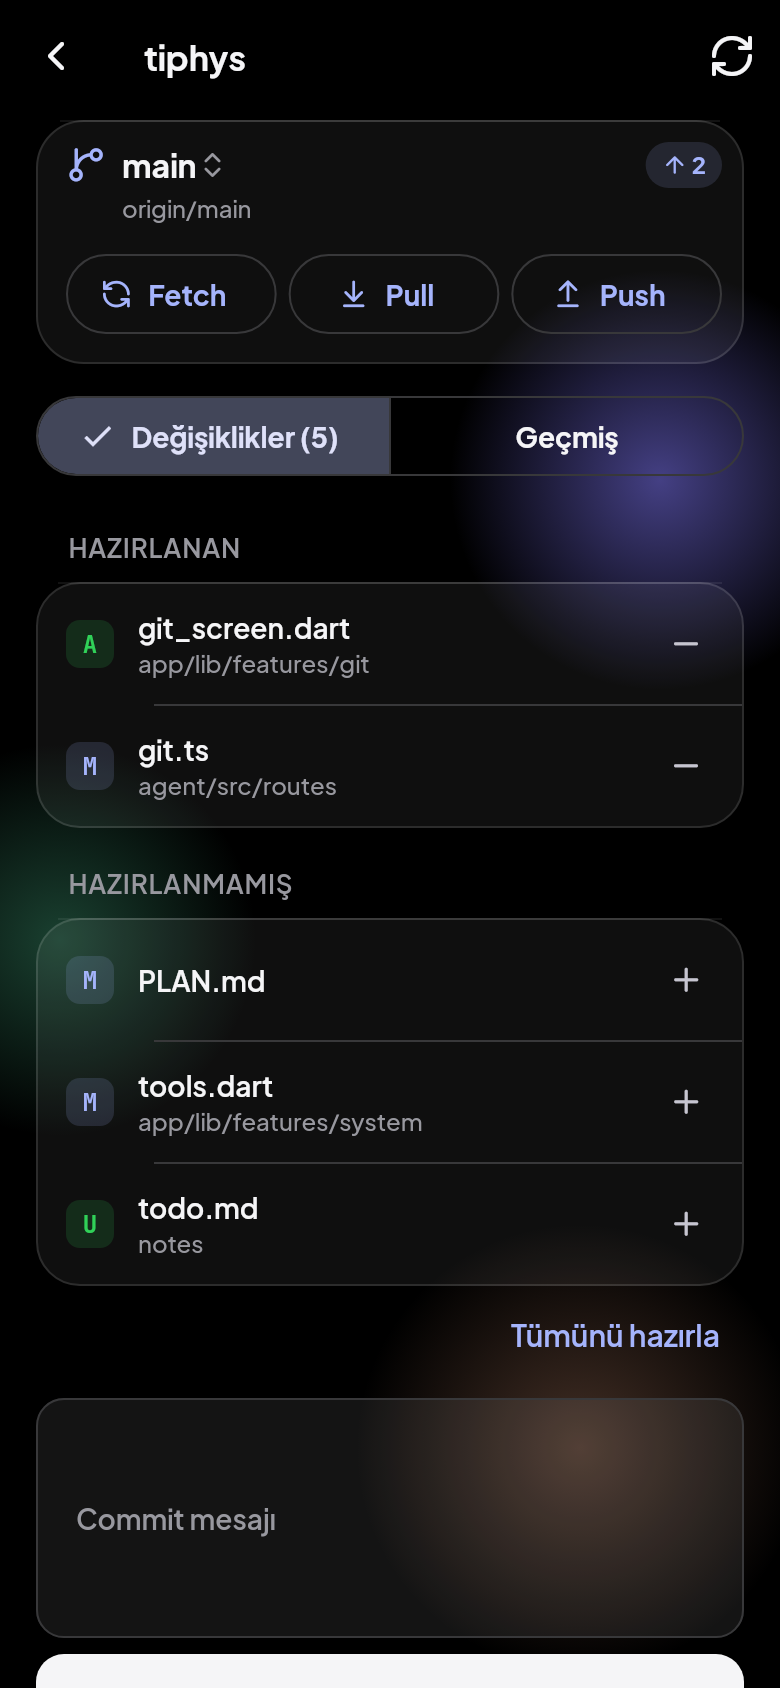 tiphys
main
↑ 2
origin/main
Fetch
Pull
Push
Değişiklikler (5)
Geçmiş
HAZIRLANAN
A
git_screen.dart
app/lib/features/git
M
git.ts
agent/src/routes
HAZIRLANMAMIŞ
M
PLAN.md
M
tools.dart
app/lib/features/system
U
todo.md
notes
Tümünü hazırla
Commit mesajı